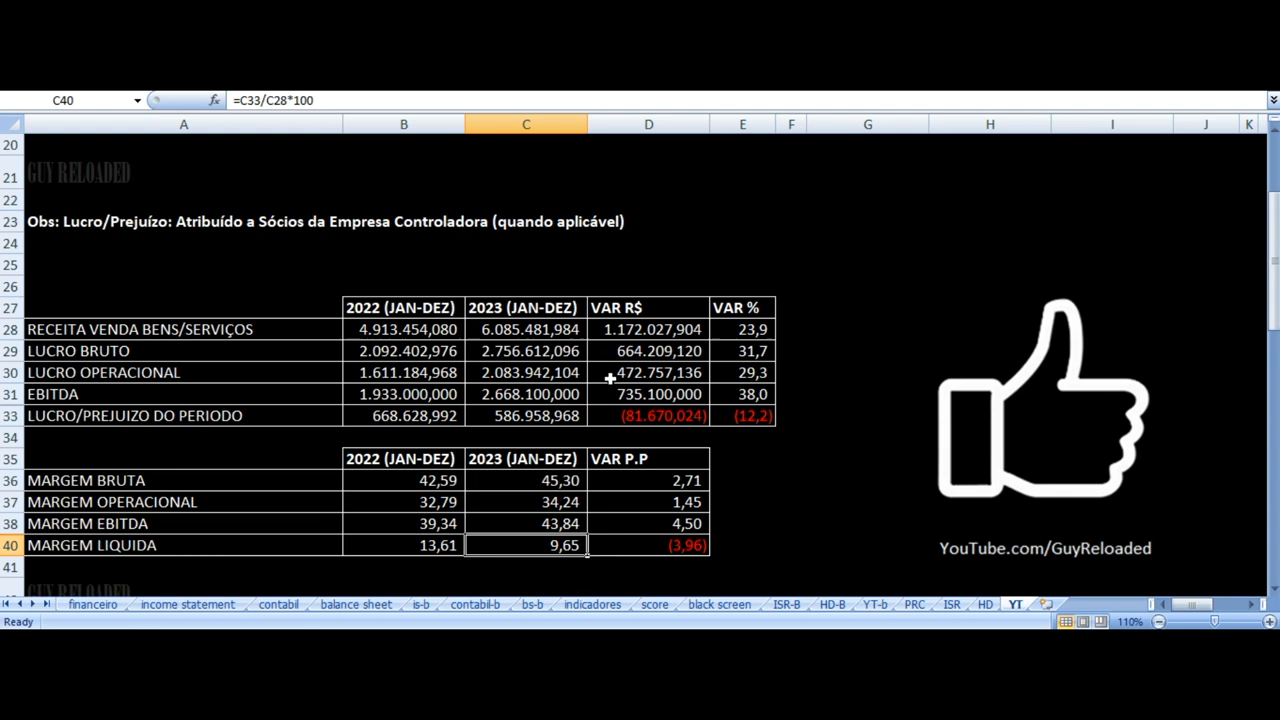 C40 fx =C33/C28*100
A B C D E F G H I J K
20
21 GUY RELOADED
22
23 Obs: Lucro/Prejuízo: Atribuído a Sócios da Empresa Controladora (quando aplicável)
24
25
26
27 2022 (JAN-DEZ) 2023 (JAN-DEZ) VAR R$ VAR %
28 RECEITA VENDA BENS/SERVIÇOS 4.913.454,080 6.085.481,984 1.172.027,904 23,9
29 LUCRO BRUTO 2.092.402,976 2.756.612,096 664.209,120 31,7
30 LUCRO OPERACIONAL 1.611.184,968 2.083.942,104 472.757,136 29,3
31 EBITDA 1.933.000,000 2.668.100,000 735.100,000 38,0
33 LUCRO/PREJUIZO DO PERIODO 668.628,992 586.958,968 (81.670,024) (12,2)
34
35 2022 (JAN-DEZ) 2023 (JAN-DEZ) VAR P.P
36 MARGEM BRUTA 42,59 45,30 2,71
37 MARGEM OPERACIONAL 32,79 34,24 1,45
38 MARGEM EBITDA 39,34 43,84 4,50
40 MARGEM LIQUIDA 13,61 9,65 (3,96)
41
YouTube.com/GuyReloaded
GUY RELOADED
financeiro income statement contabil balance sheet is-b contabil-b bs-b indicadores score black screen ISR-B HD-B YT-b PRC ISR HD YT
Ready 110%